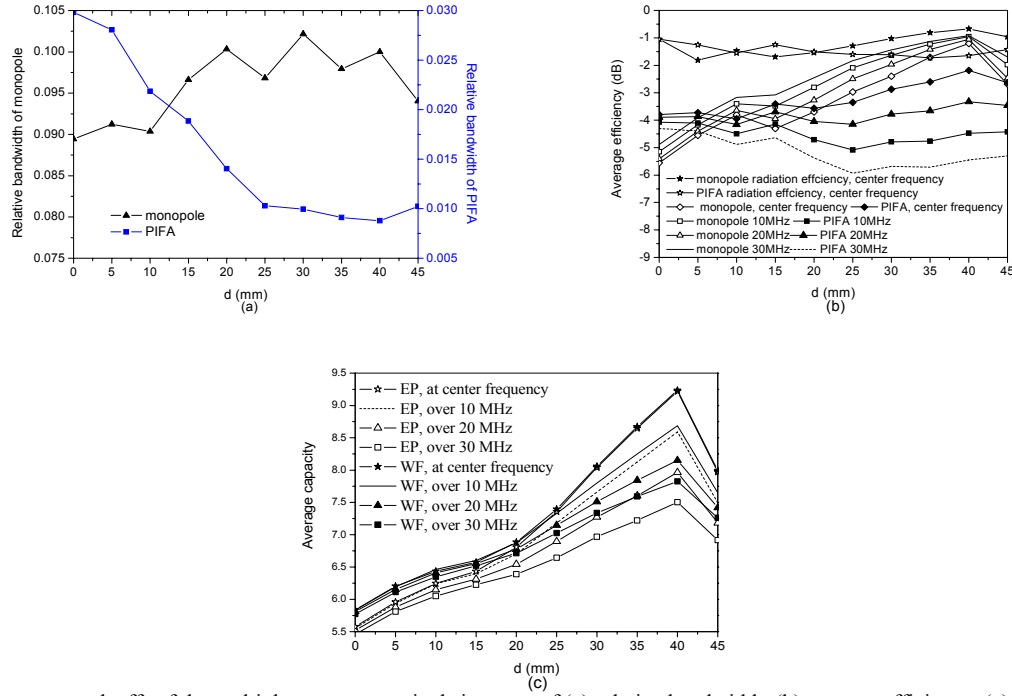 0.105
0.100
0.095
0.090
0.085
0.080
0.075
Relative bandwidth of monopole
0.030
0.025
0.020
0.015
0.010
0.005
Relative bandwidth of PIFA
monopole
PIFA
0 5 10 15 20 25 30 35 40 45
d (mm)
(a)
0
-1
-2
-3
-4
-5
-6
-7
-8
-9
Average efficiency (dB)
monopole radiation effciency, center frequency
PIFA radiation effciency, center frequency
monopole, center frequency PIFA, center frequency
monopole 10MHz PIFA 10MHz
monopole 20MHz PIFA 20MHz
monopole 30MHz PIFA 30MHz
0 5 10 15 20 25 30 35 40 45
d (mm)
(b)
9.5
9.0
8.5
8.0
7.5
7.0
6.5
6.0
5.5
Average capacity
EP, at center frequency
EP, over 10 MHz
EP, over 20 MHz
EP, over 30 MHz
WF, at center frequency
WF, over 10 MHz
WF, over 20 MHz
WF, over 30 MHz
0 5 10 15 20 25 30 35 40 45
d (mm)
(c)